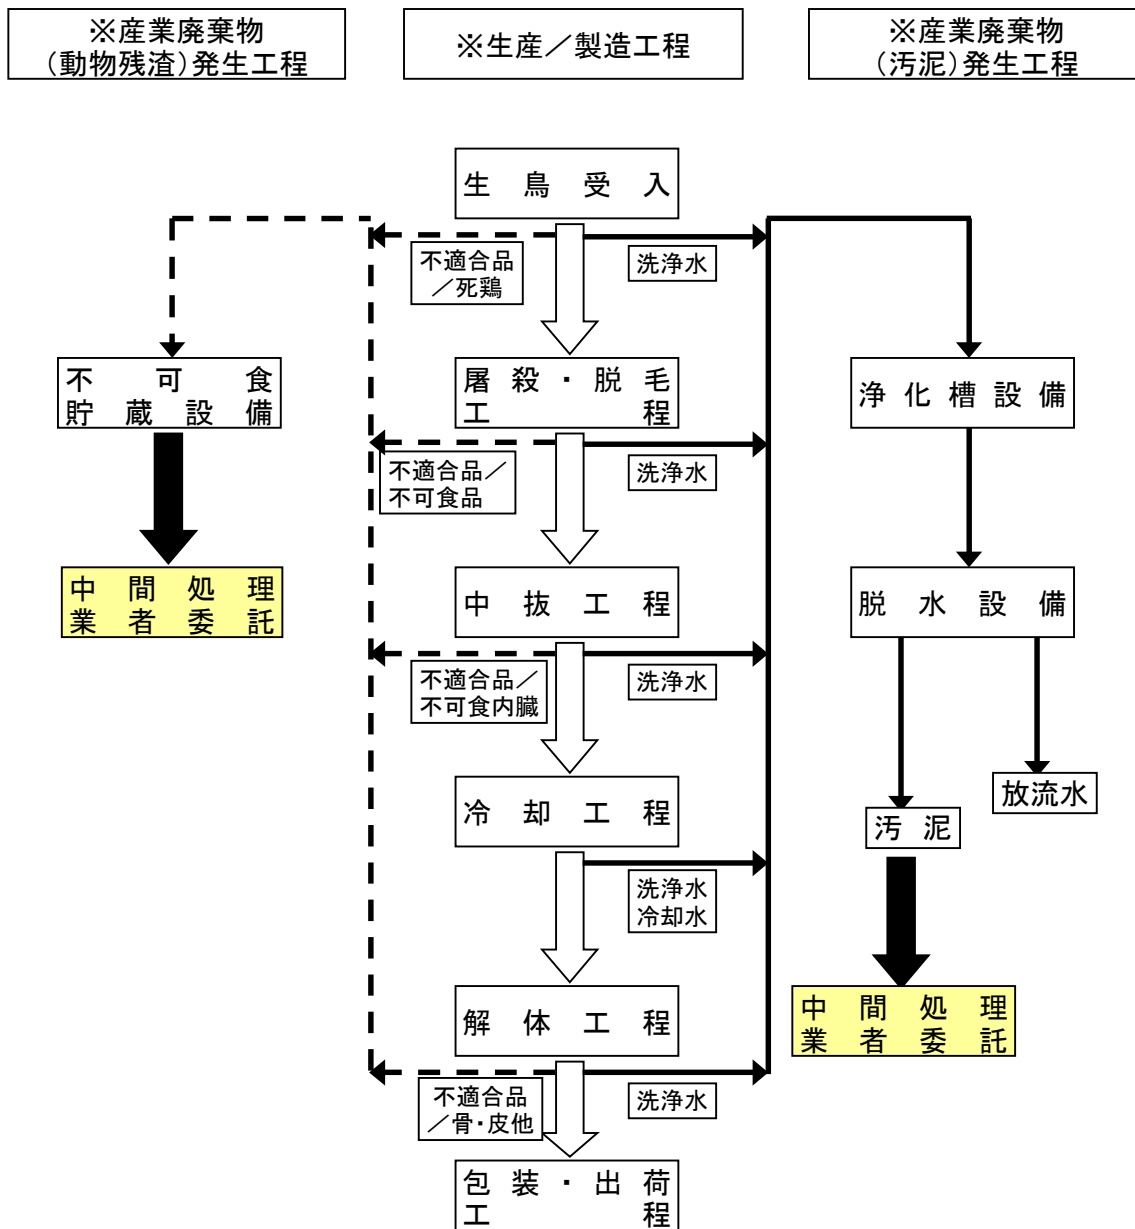 ※産業廃棄物
(動物残渣)発生工程
※生産／製造工程
※産業廃棄物
(汚泥)発生工程
生鳥受入
不適合品
／死鶏
洗浄水
不可食
貯蔵設備
屠殺・脱毛
工程
浄化槽設備
不適合品／
不可食品
洗浄水
中間処理
業者委託
中抜工程
脱水設備
不適合品／
不可食内臓
洗浄水
冷却工程
放流水
汚泥
洗浄水
冷却水
解体工程
中間処理
業者委託
不適合品
／骨・皮他
洗浄水
包装・出荷
工程